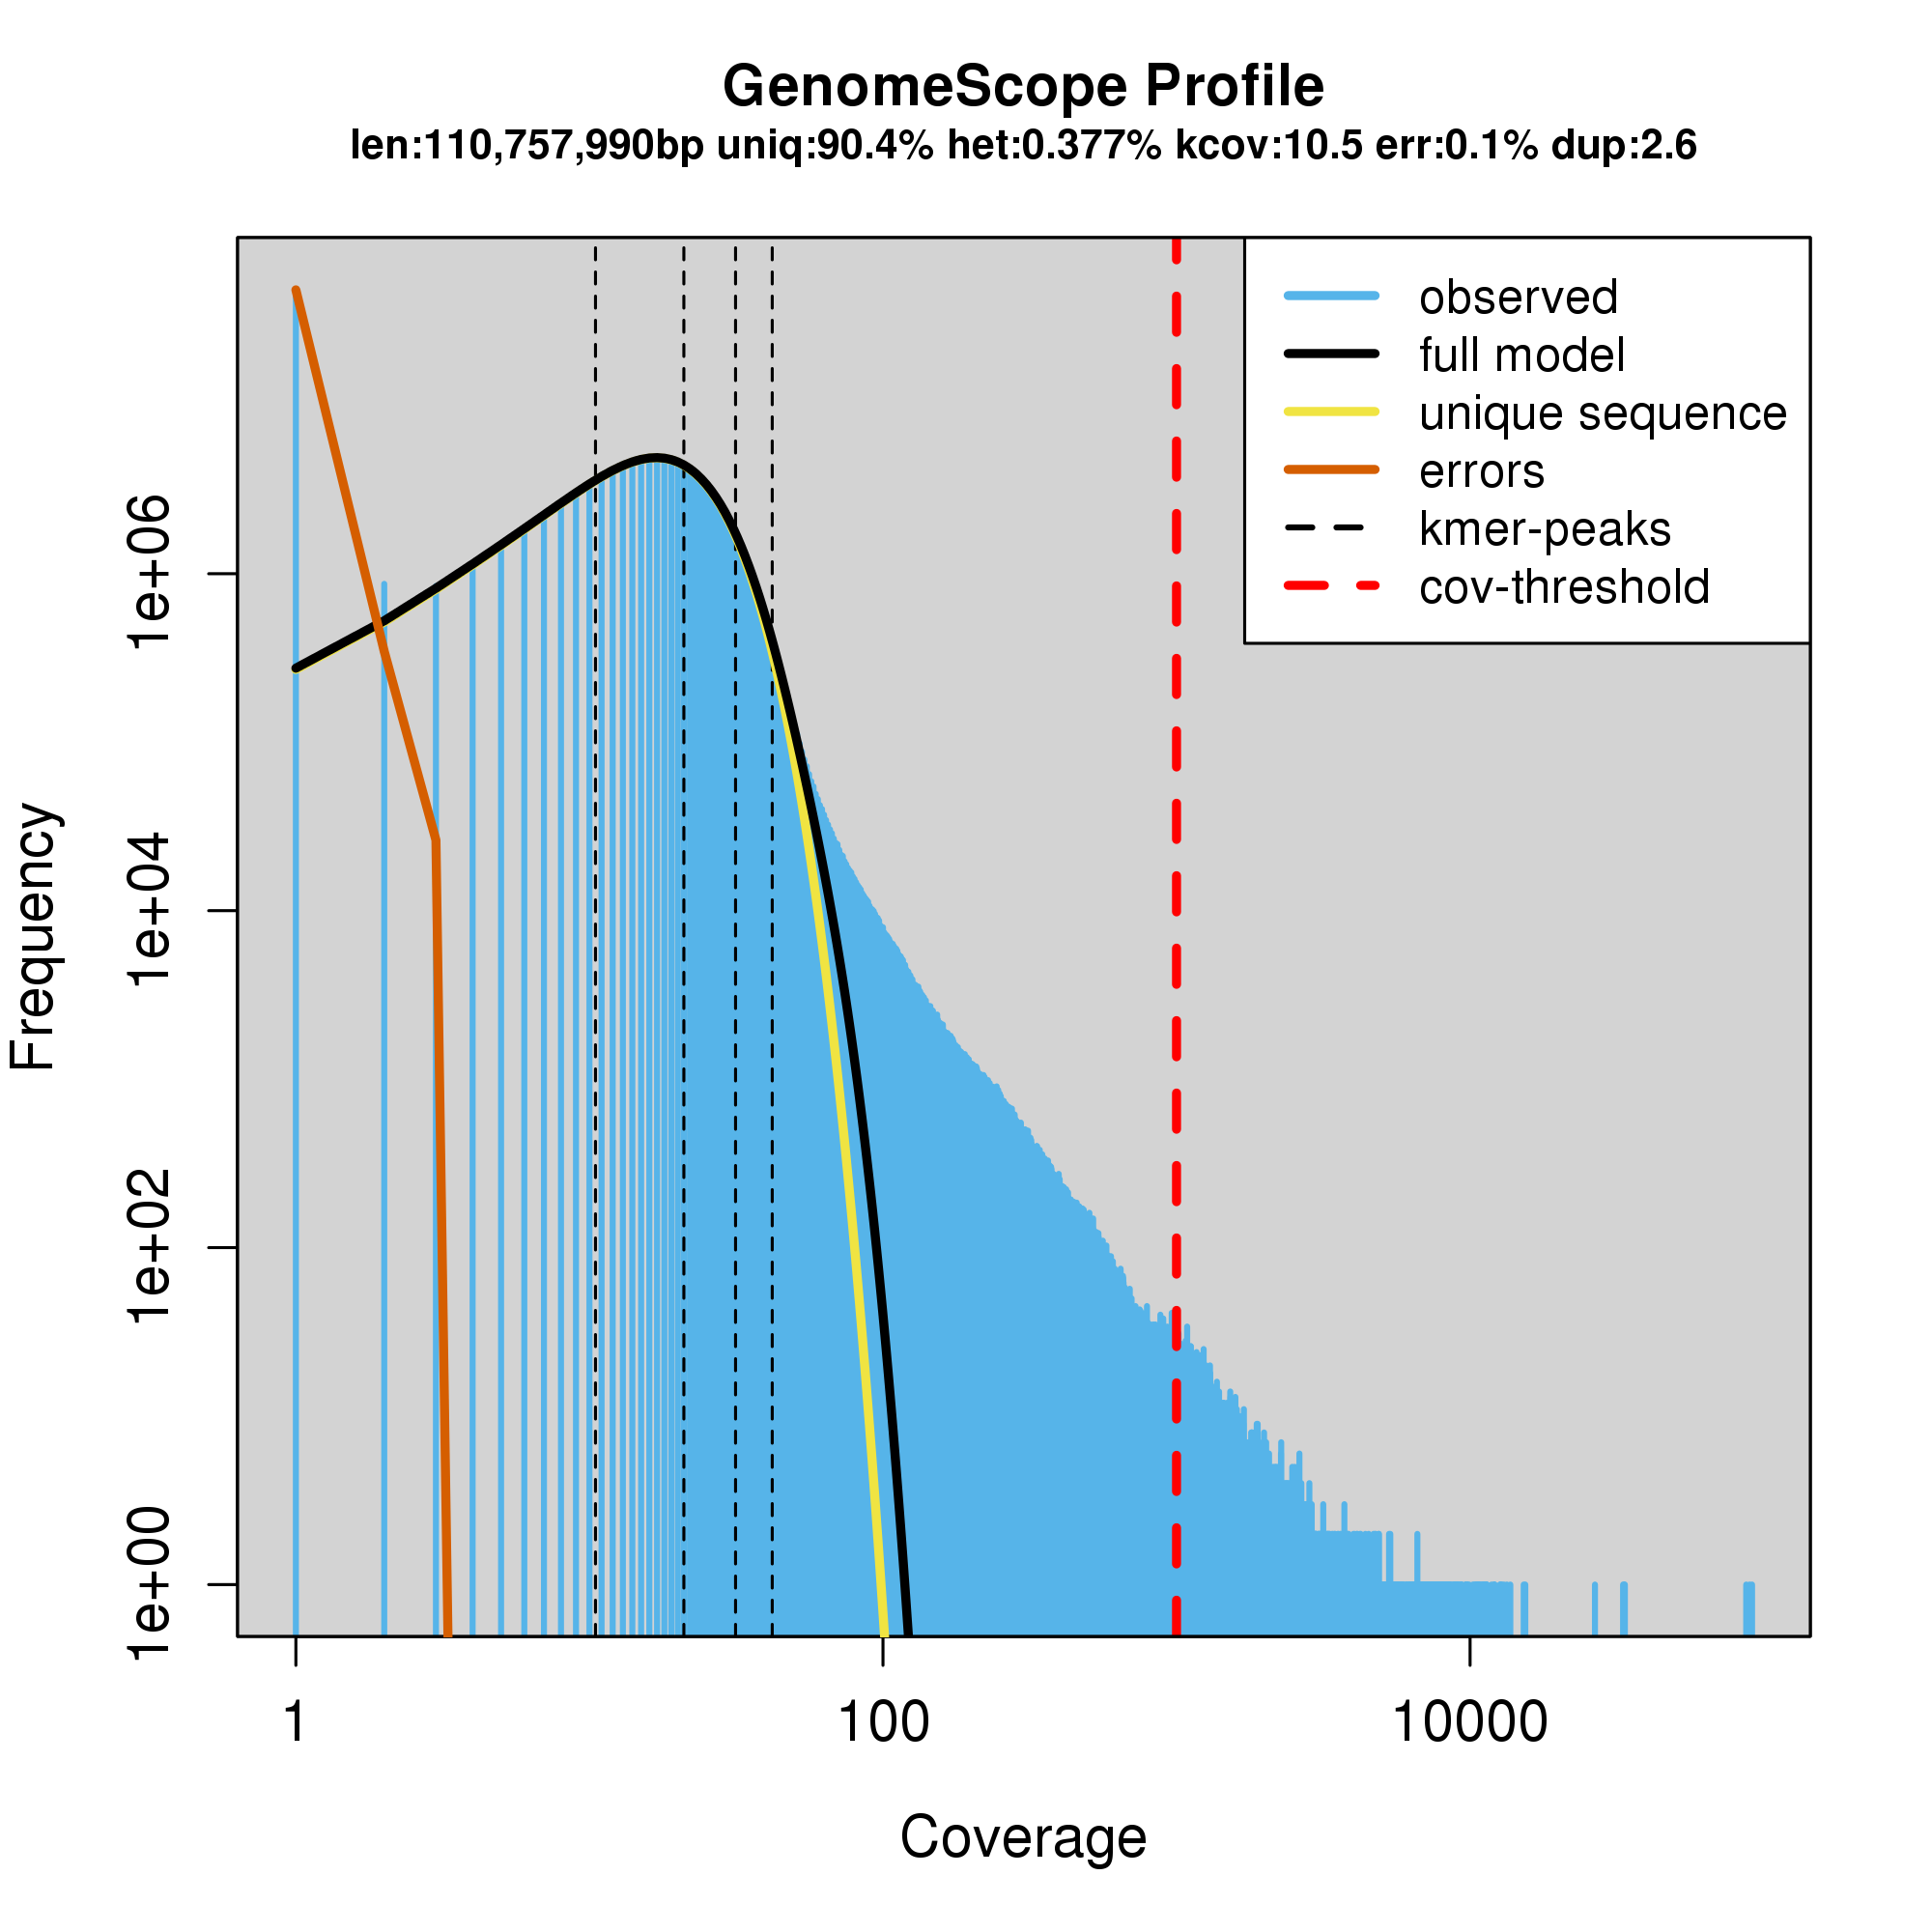 GenomeScope Profile
len:110,757,990bp uniq:90.4% het:0.377% kcov:10.5 err:0.1% dup:2.6
observed
full model
unique sequence
errors
kmer-peaks
cov-threshold
Frequency
1e+06
1e+04
1e+02
1e+00
1
100
10000
Coverage